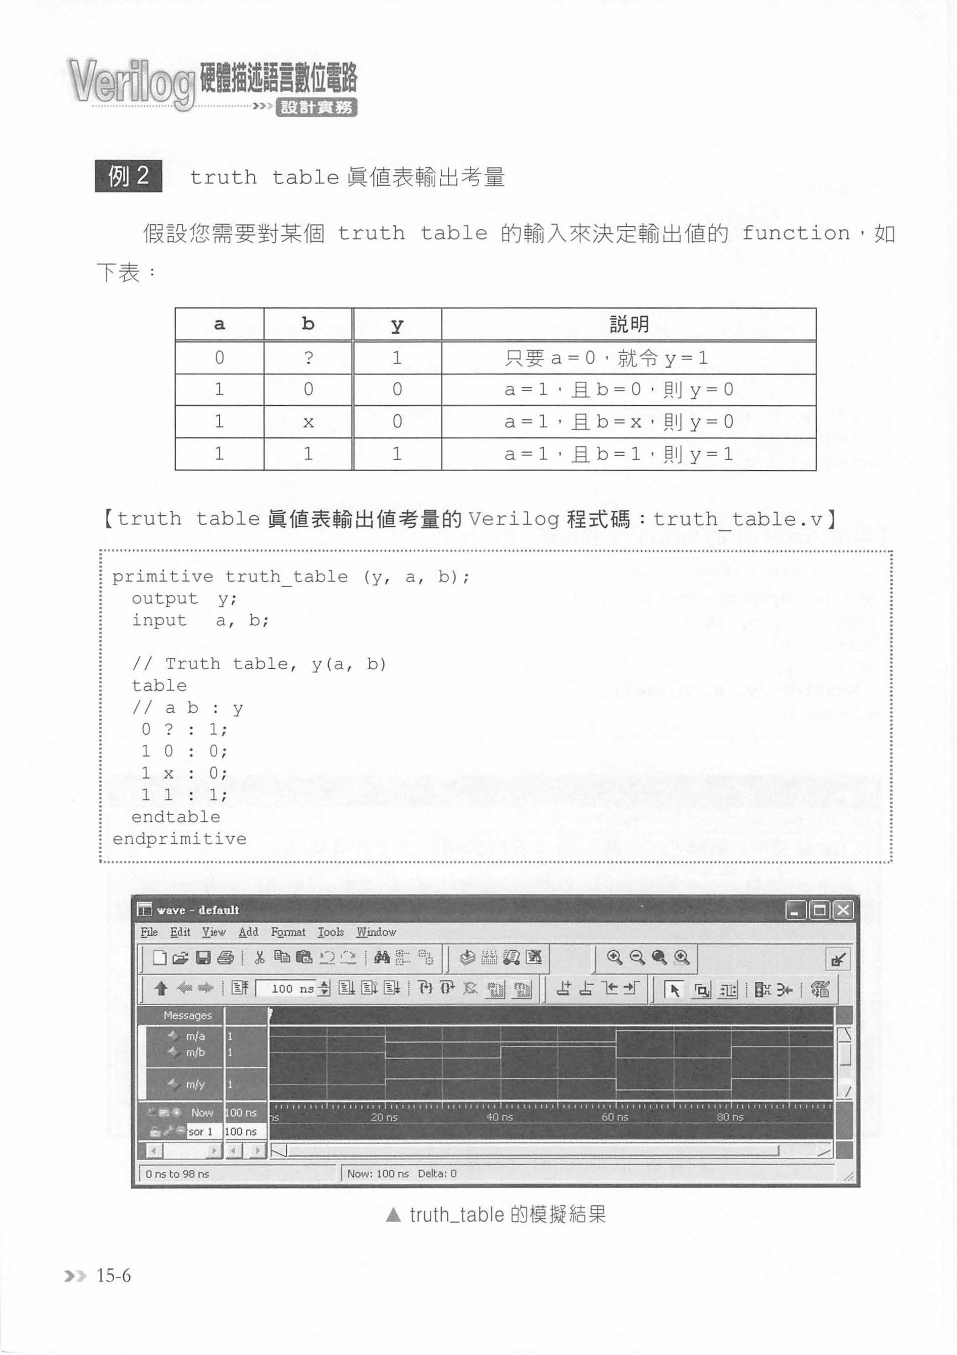 Verilog 硬體描述語言數位電路
>>> 設計實務
例 2 truth table 真值表輸出考量
假設您需要對某個 truth table 的輸入來決定輸出值的 function，如
下表：
a b y 說明
0 ? 1 只要 a = 0，就令 y = 1
1 0 0 a = 1，且 b = 0，則 y = 0
1 x 0 a = 1，且 b = x，則 y = 0
1 1 1 a = 1，且 b = 1，則 y = 1
【truth table 真值表輸出值考量的 Verilog 程式碼：truth_table.v】
primitive truth_table (y, a, b);
output y;
input a, b;
// Truth table, y(a, b)
table
// a b : y
0 ? : 1;
1 0 : 0;
1 x : 0;
1 1 : 1;
endtable
endprimitive
wave - default
File Edit View Add Format Tools Window
100 ns
Messages
m/a 1
m/b 1
m/y 1
Now 100 ns
ns 20 ns 40 ns 60 ns 80 ns
sor 1 100 ns
0 ns to 98 ns Now: 100 ns Delta: 0
▲ truth_table 的模擬結果
>> 15-6